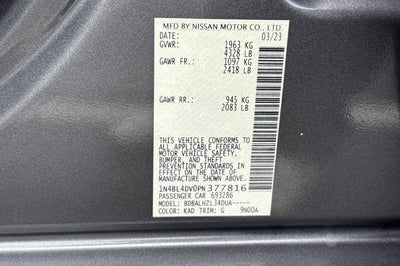 MFD BY NISSAN MOTOR CO., LTD
DATE: 03/23
GVWR: 1963 KG
4328 LB
GAWR FR.: 1097 KG
2418 LB
GAWR RR.: 945 KG
2083 LB
THIS VEHICLE CONFORMS TO
ALL APPLICABLE FEDERAL
MOTOR VEHICLE SAFETY,
BUMPER, AND THEFT
PREVENTION STANDARDS IN
EFFECT ON THE DATE OF
MANUFACTURE SHOWN ABOVE.
1N4BL4DV0PN377816
PASSENGER CAR 693286
MODEL: BDBALHZL34DUA-----
COLOR: KAD TRIM: G 9N00A